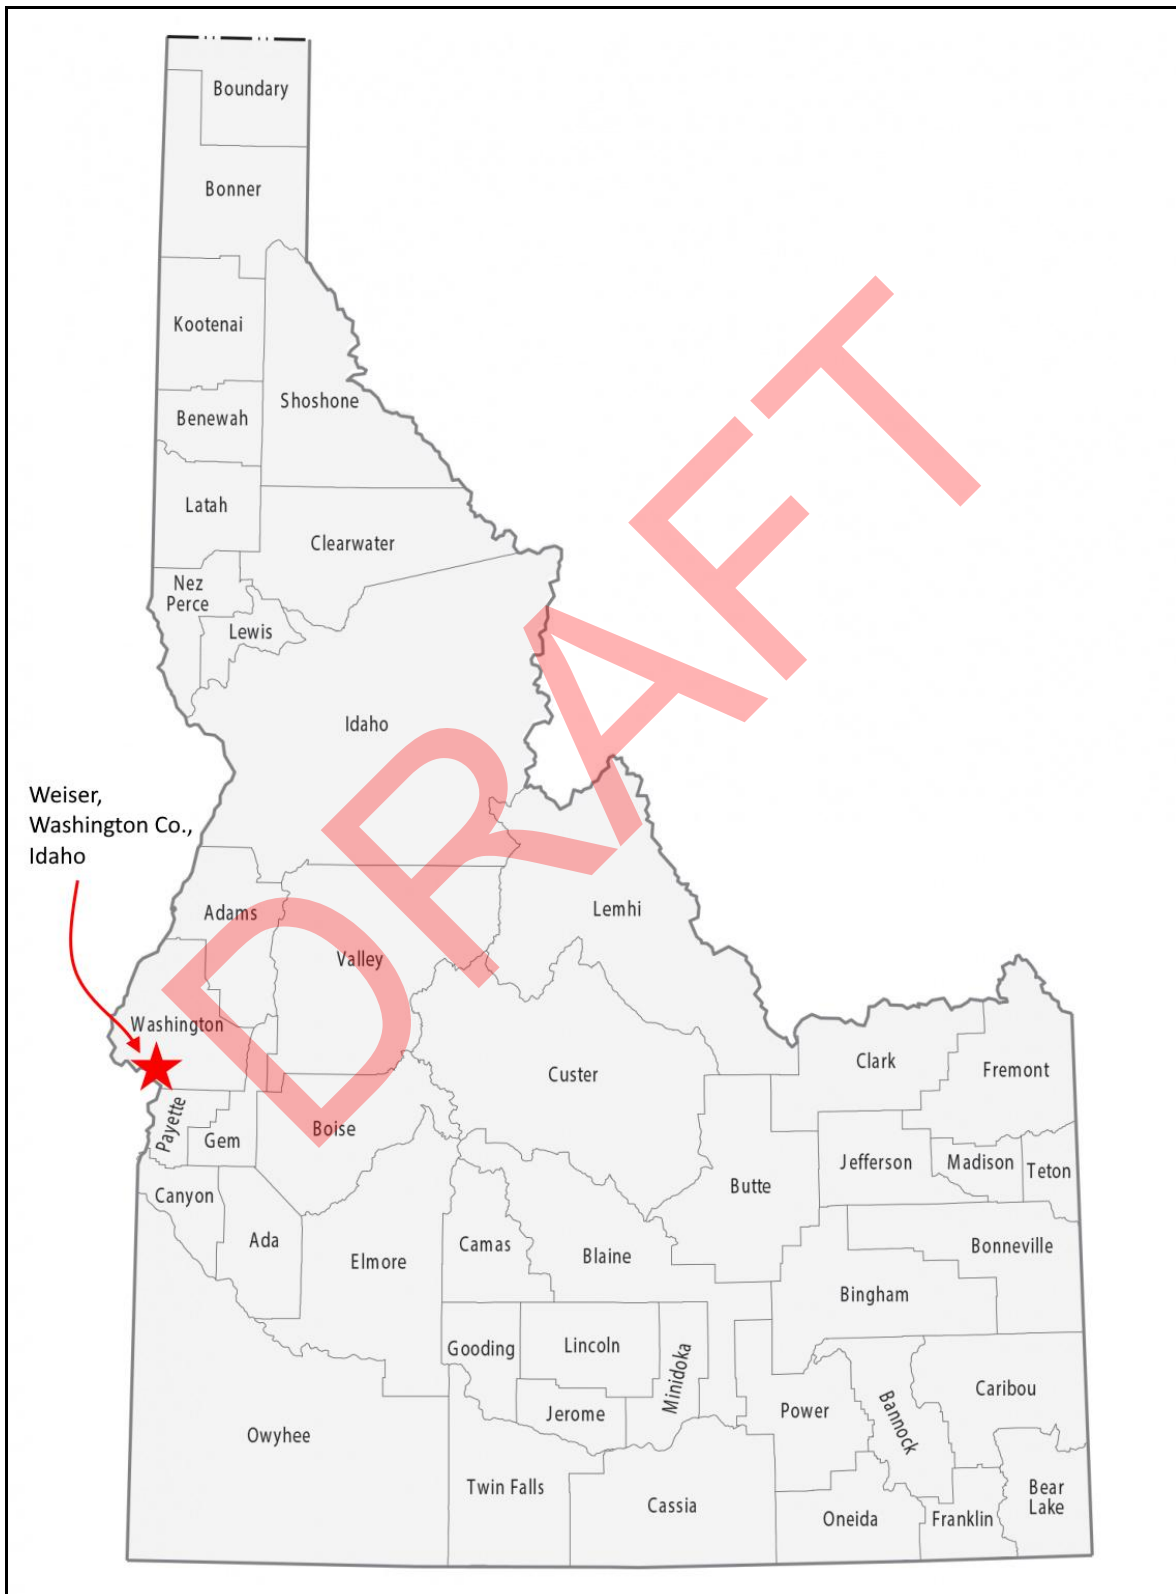 Boundary
Bonner
Kootenai
Shoshone
Benewah
Latah
Clearwater
Nez
Perce
Lewis
Idaho
Weiser,
Washington Co.,
Idaho
Adams
Valley
Lemhi
Washington
Custer
Clark
Fremont
Payette
Gem
Boise
Jefferson
Madison
Teton
Butte
Canyon
Ada
Elmore
Camas
Blaine
Bonneville
Bingham
Gooding
Lincoln
Minidoka
Jerome
Power
Bannock
Caribou
Owyhee
Twin Falls
Cassia
Oneida
Franklin
Bear
Lake
DRAFT